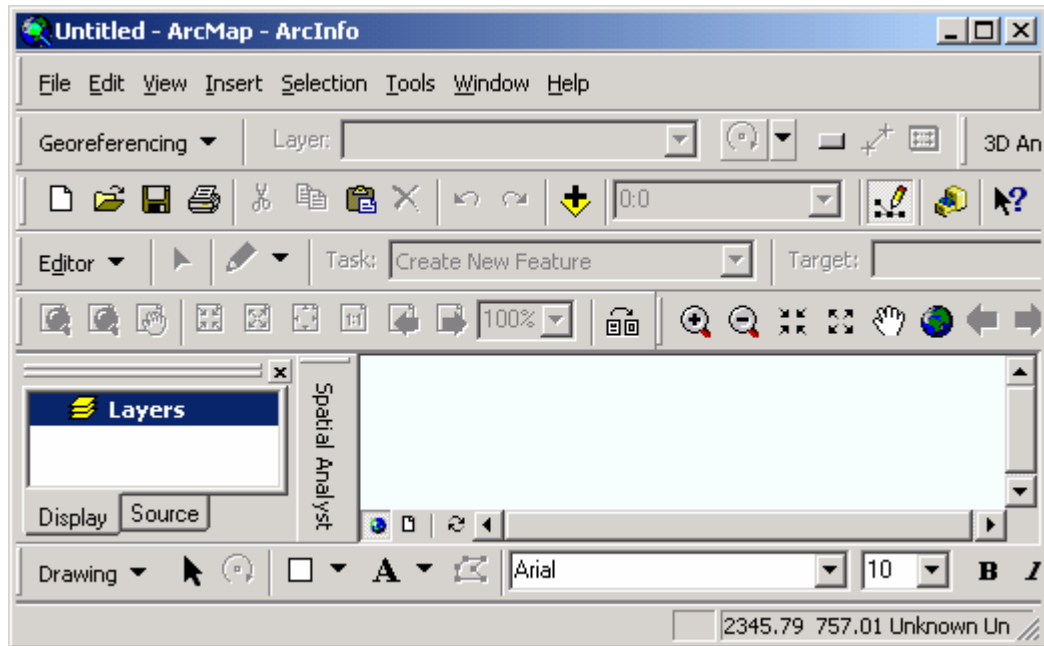 Untitled - ArcMap - ArcInfo
File Edit View Insert Selection Tools Window Help
Georeferencing Layer: 3D An
0:0 ?
Editor Task: Create New Feature Target:
1:1 100%
Layers
Display Source
Spatial Analyst
Drawing A Arial 10 B I
2345.79 757.01 Unknown Un